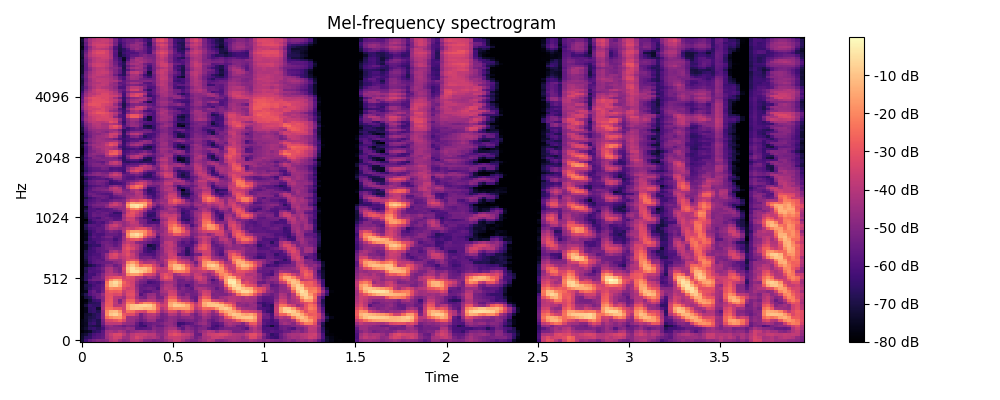 Mel-frequency spectrogram
Hz
4096
2048
1024
512
0
0
0.5
1
1.5
2
2.5
3
3.5
Time
-10 dB
-20 dB
-30 dB
-40 dB
-50 dB
-60 dB
-70 dB
-80 dB